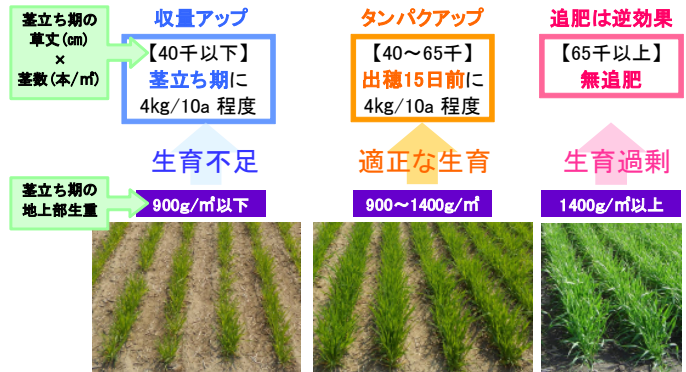 茎立ち期の
草丈(cm)
×
茎数(本/㎡)
収量アップ
【40千以下】
茎立ち期に
4kg/10a 程度
タンパクアップ
【40～65千】
出穂15日前に
4kg/10a 程度
追肥は逆効果
【65千以上】
無追肥
生育不足
適正な生育
生育過剰
茎立ち期の
地上部生重
900g/㎡以下
900～1400g/㎡
1400g/㎡以上